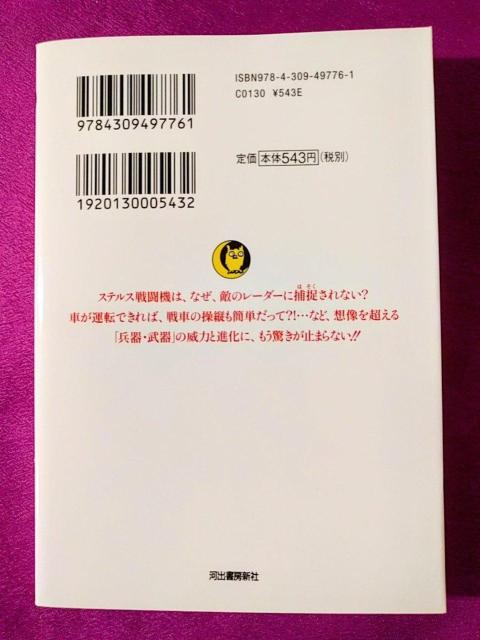 ISBN978-4-309-49776-1
C0130 ¥543E
9784309497761
定価 本体543円(税別)
1920130005432
ステルス戦闘機は、なぜ、敵のレーダーに捕捉されない?
ほそく
車が運転できれば、戦車の操縦も簡単だって?!…など、想像を超える
「兵器・武器」の威力と進化に、もう驚きが止まらない!!
河出書房新社